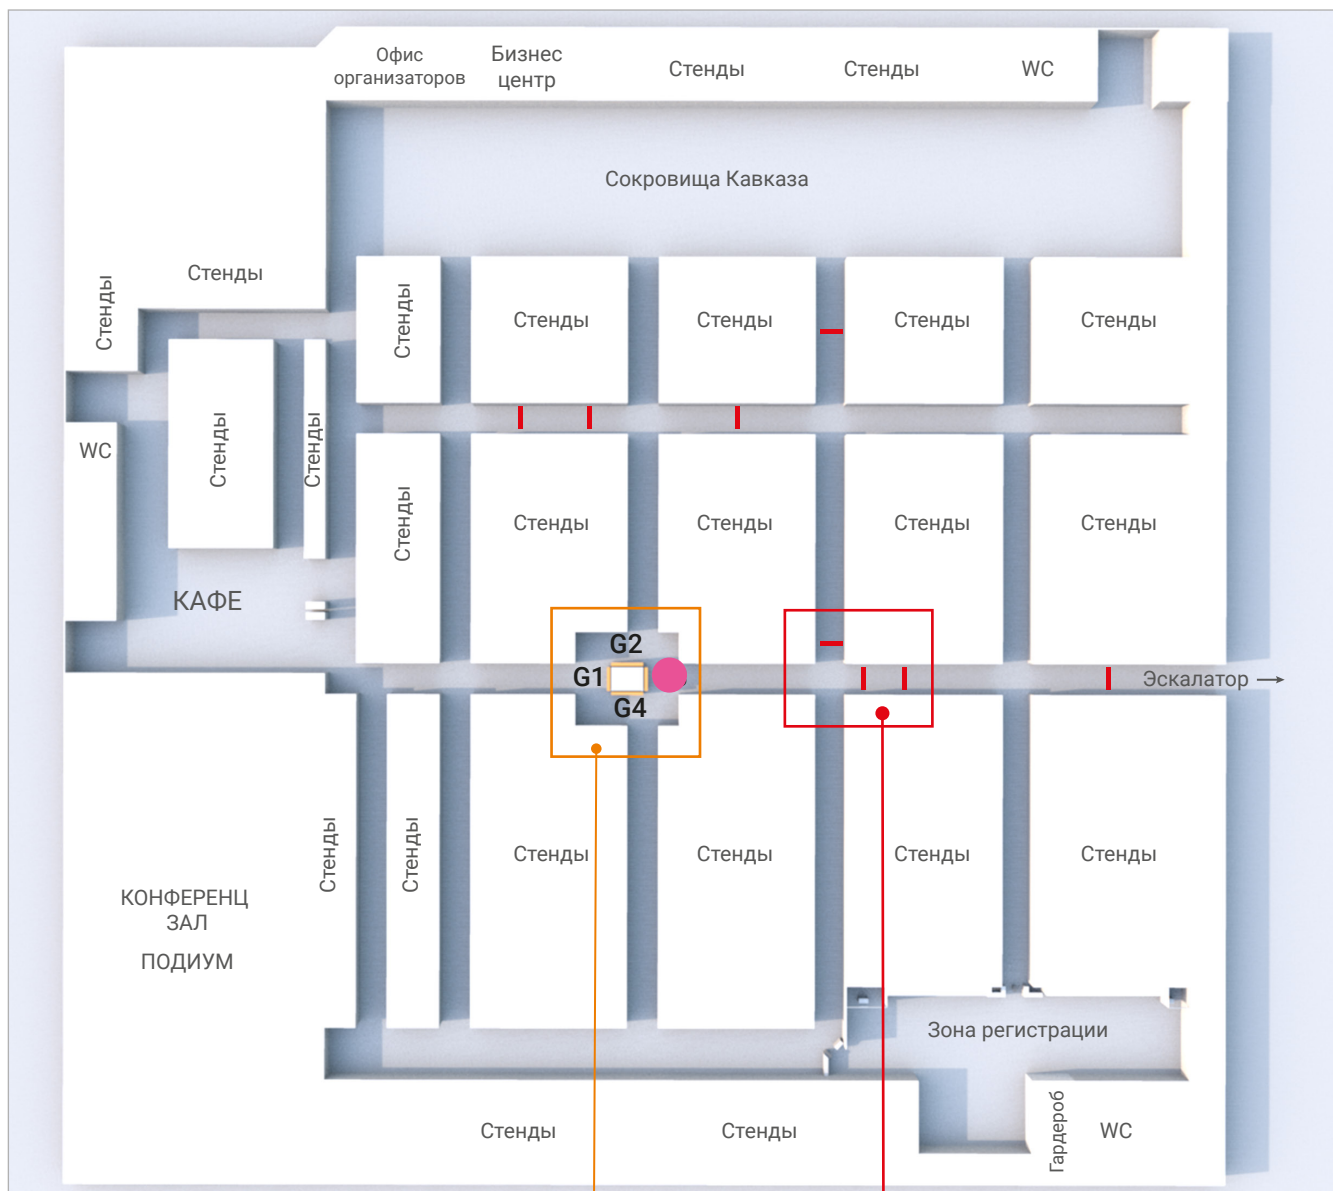 Офис
организаторов
Бизнес
центр
Стенды
Стенды
WC
Сокровища Кавказа
Стенды
Стенды
Стенды
Стенды
Стенды
Стенды
Стенды
WC
Стенды
Стенды
Стенды
Стенды
Стенды
Стенды
Стенды
КАФЕ
G2
G1
G4
Эскалатор
Стенды
Стенды
Стенды
Стенды
Стенды
Стенды
КОНФЕРЕНЦ
ЗАЛ
ПОДИУМ
Зона регистрации
Стенды
Стенды
Гардероб
WC